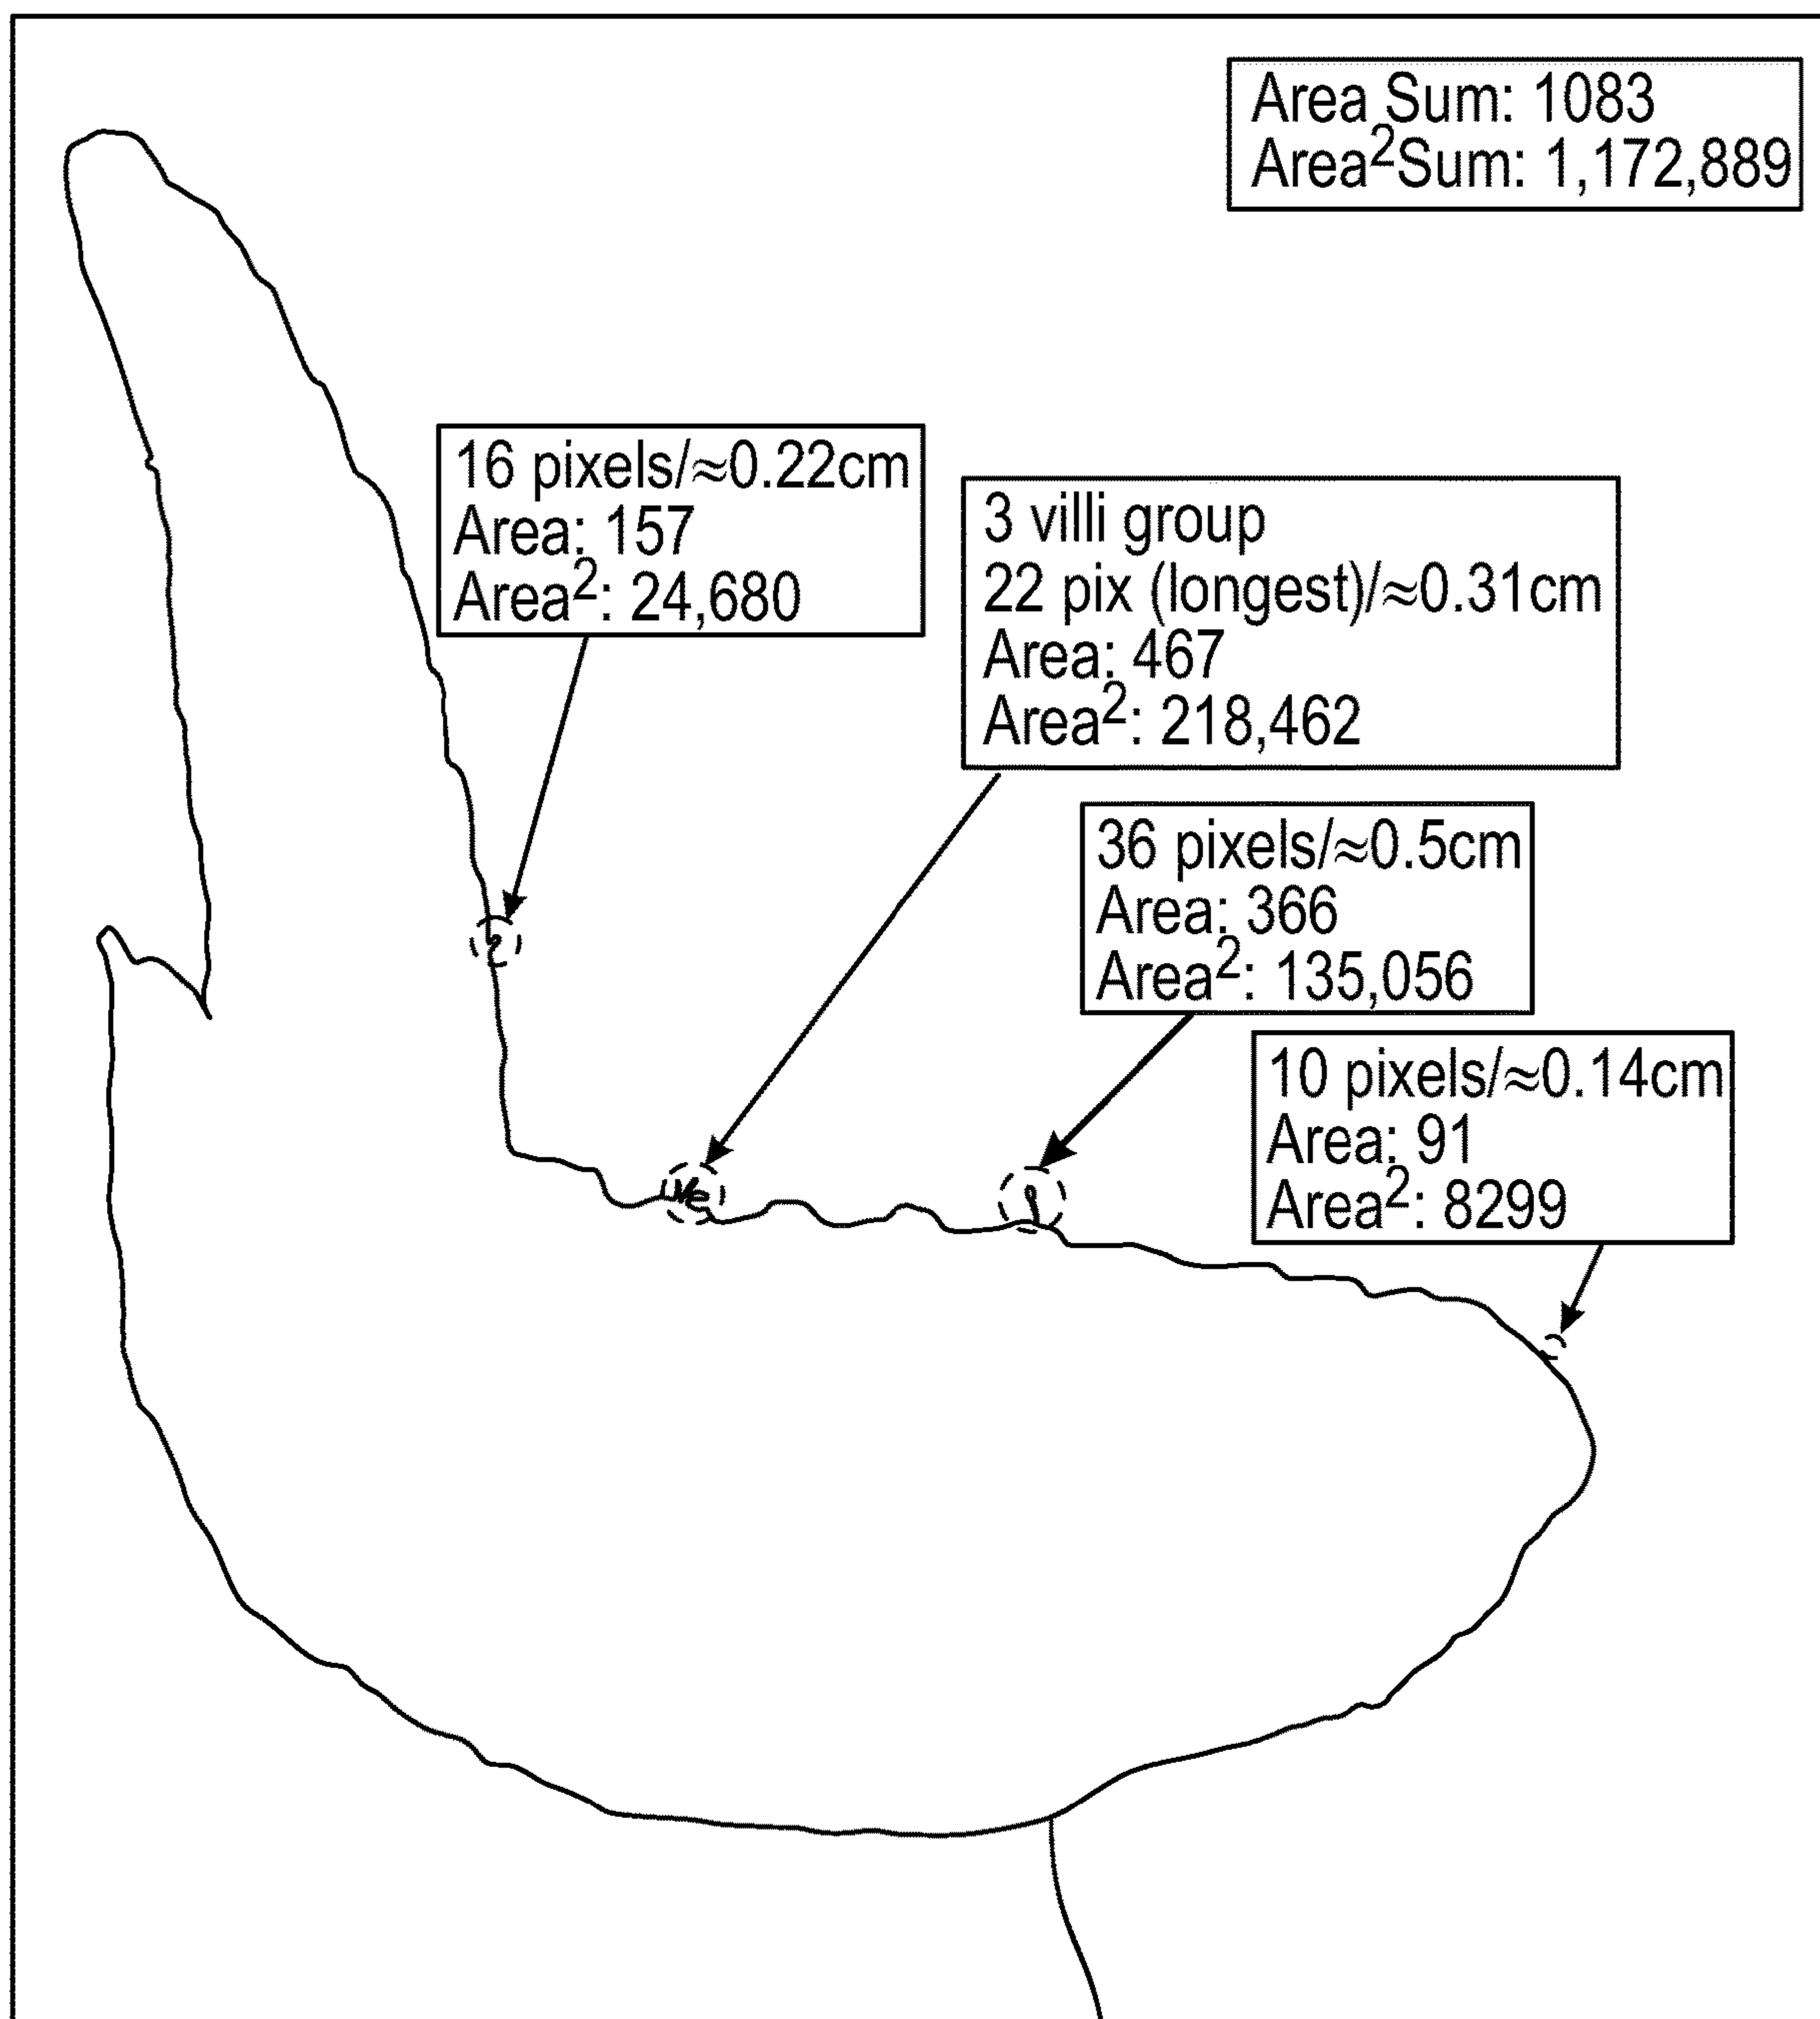 Area Sum: 1083
Area²Sum: 1,172,889
16 pixels/≈0.22cm
Area: 157
Area²: 24,680
3 villi group
22 pix (longest)/≈0.31cm
Area: 467
Area²: 218,462
36 pixels/≈0.5cm
Area: 366
Area²: 135,056
10 pixels/≈0.14cm
Area: 91
Area²: 8299